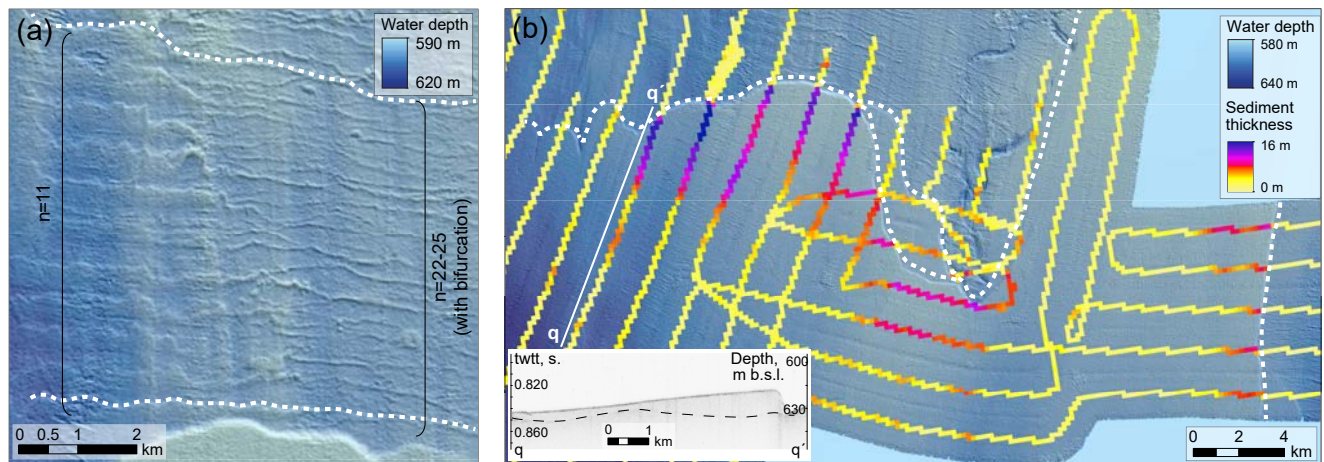 (a)
Water depth
590 m
620 m
n=11
n=22-25
(with bifurcation)
0 0.5 1 2
km
(b)
Water depth
580 m
640 m
Sediment
thickness
16 m
0 m
q´
q
twtt, s.
Depth,
m b.s.l.
600
0.820
630
0.860
0 1
km
q
q´
0 2 4
km